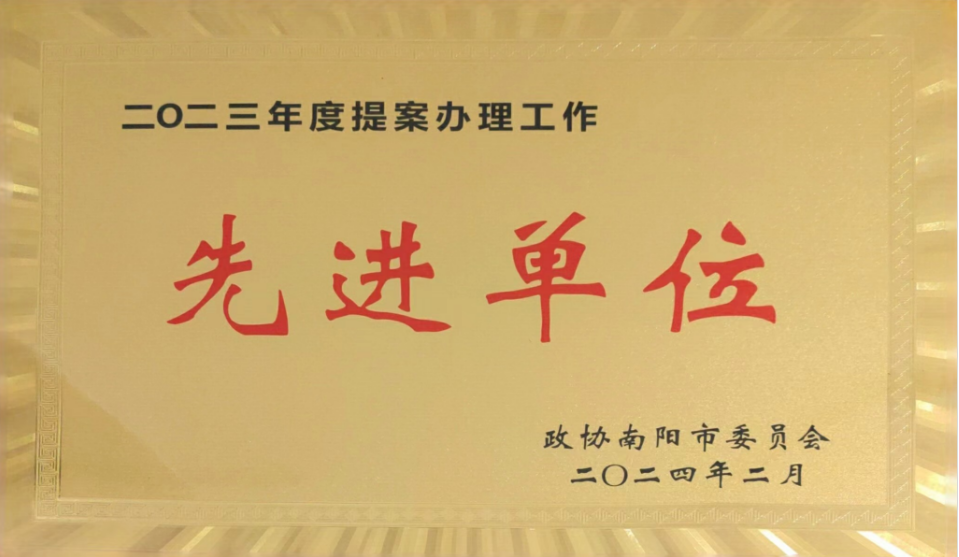 二〇二三年度提案办理工作
先进单位
政协南阳市委员会
二〇二四年二月